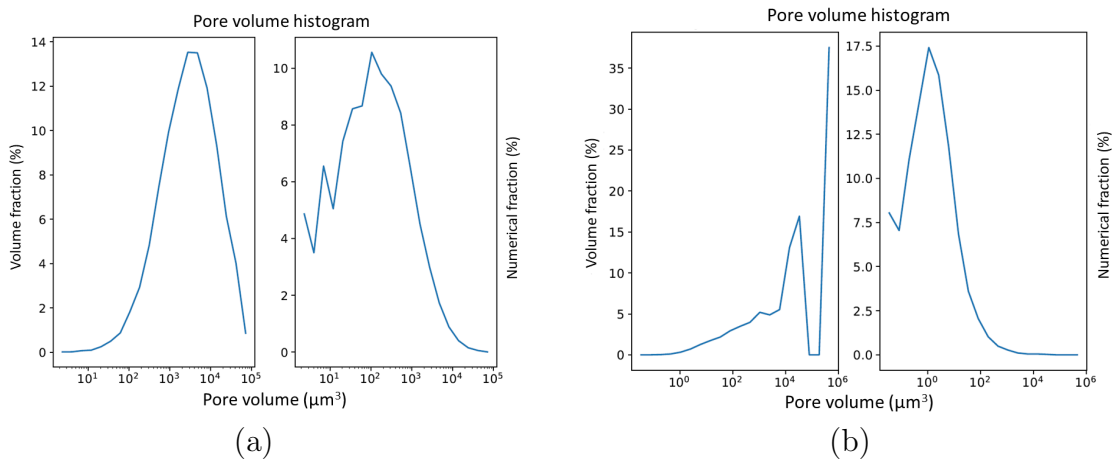 Pore volume histogram
14
12
10
8
6
4
2
0
Volume fraction (%)
10¹ 10² 10³ 10⁴ 10⁵
10
8
6
4
2
0
Numerical fraction (%)
10¹ 10² 10³ 10⁴ 10⁵
Pore volume (μm³)
(a)
Pore volume histogram
35
30
25
20
15
10
5
0
Volume fraction (%)
10⁰ 10² 10⁴ 10⁶
17.5
15.0
12.5
10.0
7.5
5.0
2.5
0.0
Numerical fraction (%)
10⁰ 10² 10⁴ 10⁶
Pore volume (μm³)
(b)